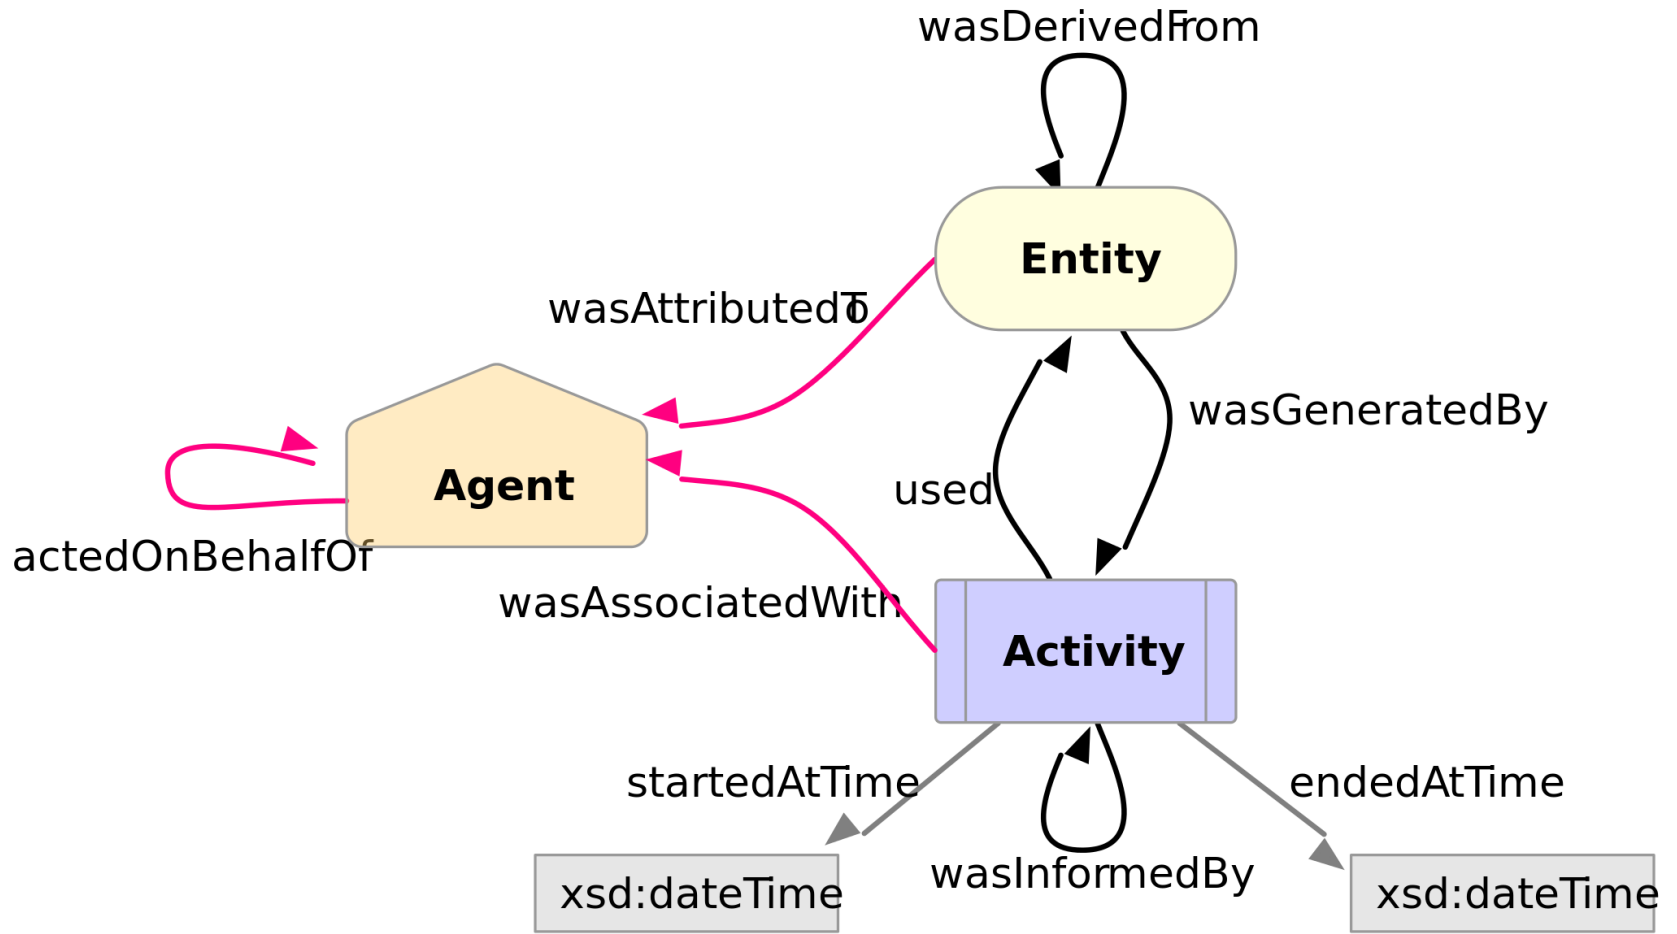 wasDerivedFrom
Entity
wasAttributedTo
wasGeneratedBy
used
Agent
actedOnBehalfOf
wasAssociatedWith
Activity
startedAtTime
endedAtTime
wasInformedBy
xsd:dateTime
xsd:dateTime